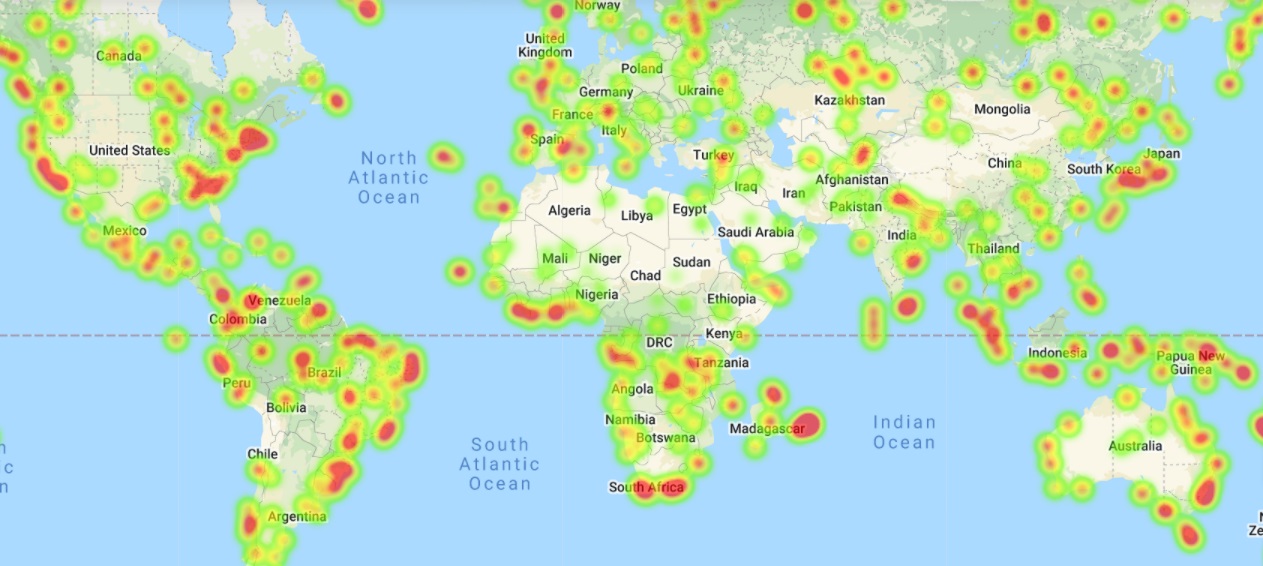 Norway
United
Kingdom
Canada
Poland
Germany
Ukraine
Kazakhstan
Mongolia
France
Italy
Spain
United States
North
Atlantic
Ocean
Turkey
China
South Korea
Japan
Afghanistan
Iraq
Iran
Pakistan
Algeria
Libya
Egypt
Mexico
Saudi Arabia
India
Thailand
Mali
Niger
Sudan
Chad
Nigeria
Ethiopia
Venezuela
Colombia
DRC
Kenya
Indonesia
Papua New
Guinea
Tanzania
Peru
Brazil
Angola
Bolivia
Namibia
Madagascar
Botswana
Indian
Ocean
Australia
Chile
South
Atlantic
Ocean
South Africa
Argentina
n
c
n
N
Ze